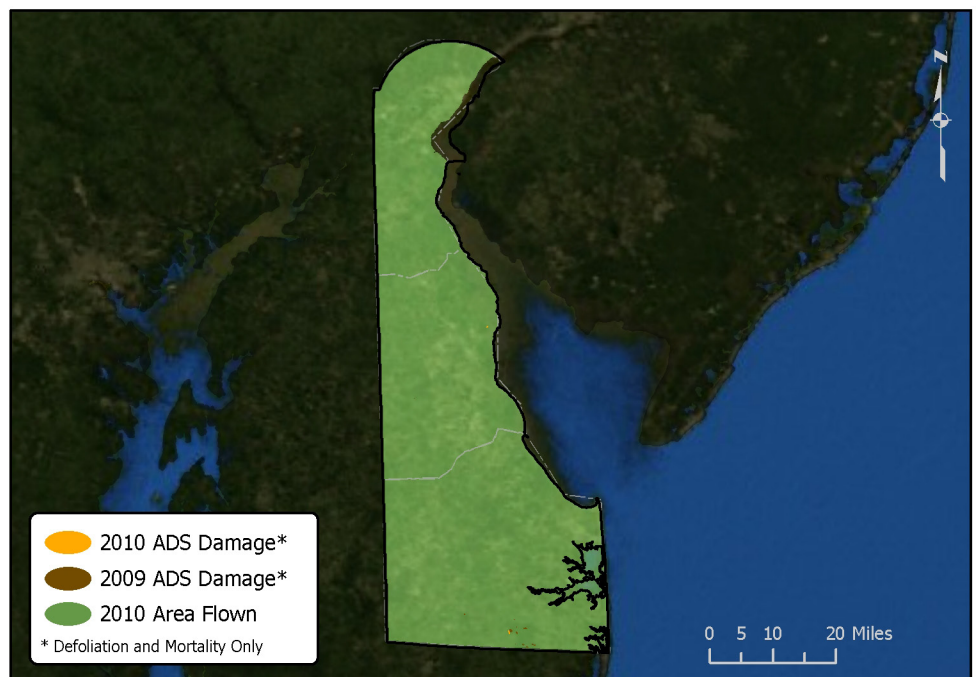 N
2010 ADS Damage*
2009 ADS Damage*
2010 Area Flown
* Defoliation and Mortality Only
0 5 10 20 Miles